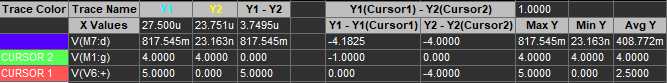 Trace Color Trace Name Y1 Y2 Y1 - Y2 Y1(Cursor1) - Y2(Cursor2) 1.0000
X Values 27.500u 23.751u 3.7495u Y1 - Y1(Cursor1) Y2 - Y2(Cursor2) Max Y Min Y Avg Y
V(M7:d) 817.545m 23.163n 817.545m -4.1825 -4.0000 817.545m 23.163n 408.772m
CURSOR 2 V(M1:g) 4.0000 4.0000 0.000 -1.0000 0.000 4.0000 4.0000 4.0000
CURSOR 1 V(V6:+) 5.0000 0.000 5.0000 0.000 -4.0000 5.0000 0.000 2.5000